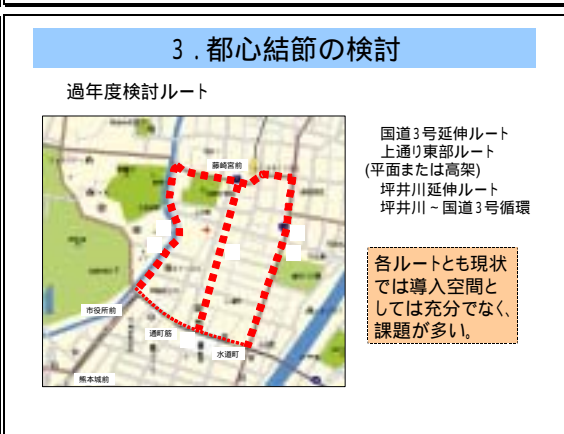 3．都心結節の検討
過年度検討ルート
国道3号延伸ルート
上通り東部ルート
(平面または高架)
坪井川延伸ルート
坪井川～国道3号循環
藤崎宮前
市役所前
通町筋
水道町
熊本城前
各ルートとも現状
では導入空間と
しては充分でなく、
課題が多い。